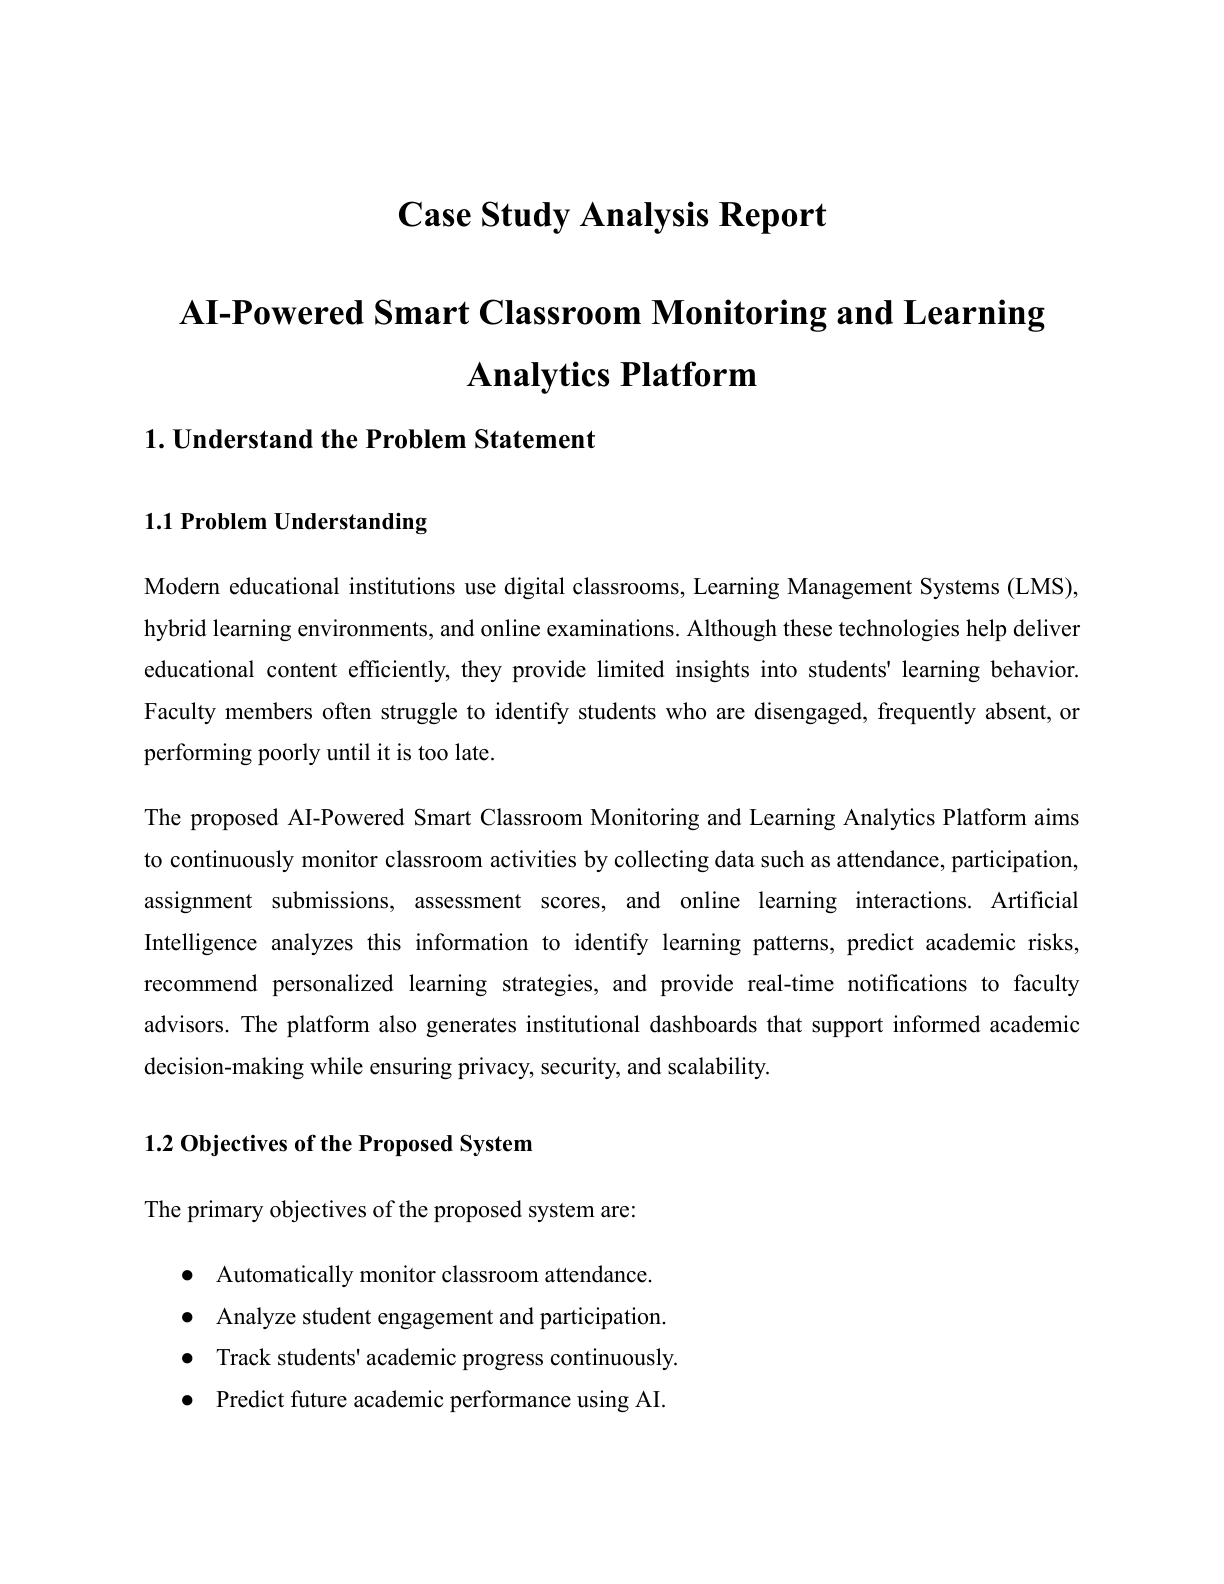 Case Study Analysis Report
AI-Powered Smart Classroom Monitoring and Learning
Analytics Platform
1. Understand the Problem Statement
1.1 Problem Understanding
Modern educational institutions use digital classrooms, Learning Management Systems (LMS),
hybrid learning environments, and online examinations. Although these technologies help deliver
educational content efficiently, they provide limited insights into students' learning behavior.
Faculty members often struggle to identify students who are disengaged, frequently absent, or
performing poorly until it is too late.
The proposed AI-Powered Smart Classroom Monitoring and Learning Analytics Platform aims
to continuously monitor classroom activities by collecting data such as attendance, participation,
assignment submissions, assessment scores, and online learning interactions. Artificial
Intelligence analyzes this information to identify learning patterns, predict academic risks,
recommend personalized learning strategies, and provide real-time notifications to faculty
advisors. The platform also generates institutional dashboards that support informed academic
decision-making while ensuring privacy, security, and scalability.
1.2 Objectives of the Proposed System
The primary objectives of the proposed system are:
● Automatically monitor classroom attendance.
● Analyze student engagement and participation.
● Track students' academic progress continuously.
● Predict future academic performance using AI.